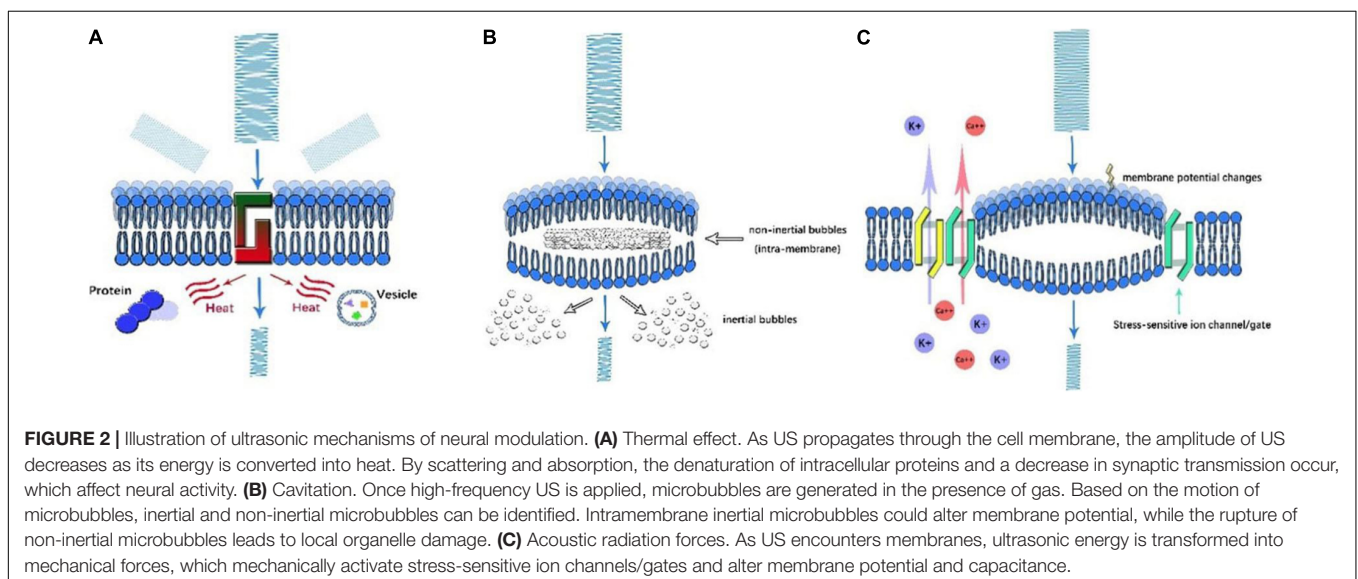 A
B
C
K+
Ca++
membrane potential changes
non-inertial bubbles
(intra-membrane)
Protein
Heat
Heat
Vesicle
inertial bubbles
Ca++
K+
K+
Ca++
K+
Stress-sensitive ion channel/gate
FIGURE 2 | Illustration of ultrasonic mechanisms of neural modulation. (A) Thermal effect. As US propagates through the cell membrane, the amplitude of US
decreases as its energy is converted into heat. By scattering and absorption, the denaturation of intracellular proteins and a decrease in synaptic transmission occur,
which affect neural activity. (B) Cavitation. Once high-frequency US is applied, microbubbles are generated in the presence of gas. Based on the motion of
microbubbles, inertial and non-inertial microbubbles can be identified. Intramembrane inertial microbubbles could alter membrane potential, while the rupture of
non-inertial microbubbles leads to local organelle damage. (C) Acoustic radiation forces. As US encounters membranes, ultrasonic energy is transformed into
mechanical forces, which mechanically activate stress-sensitive ion channels/gates and alter membrane potential and capacitance.